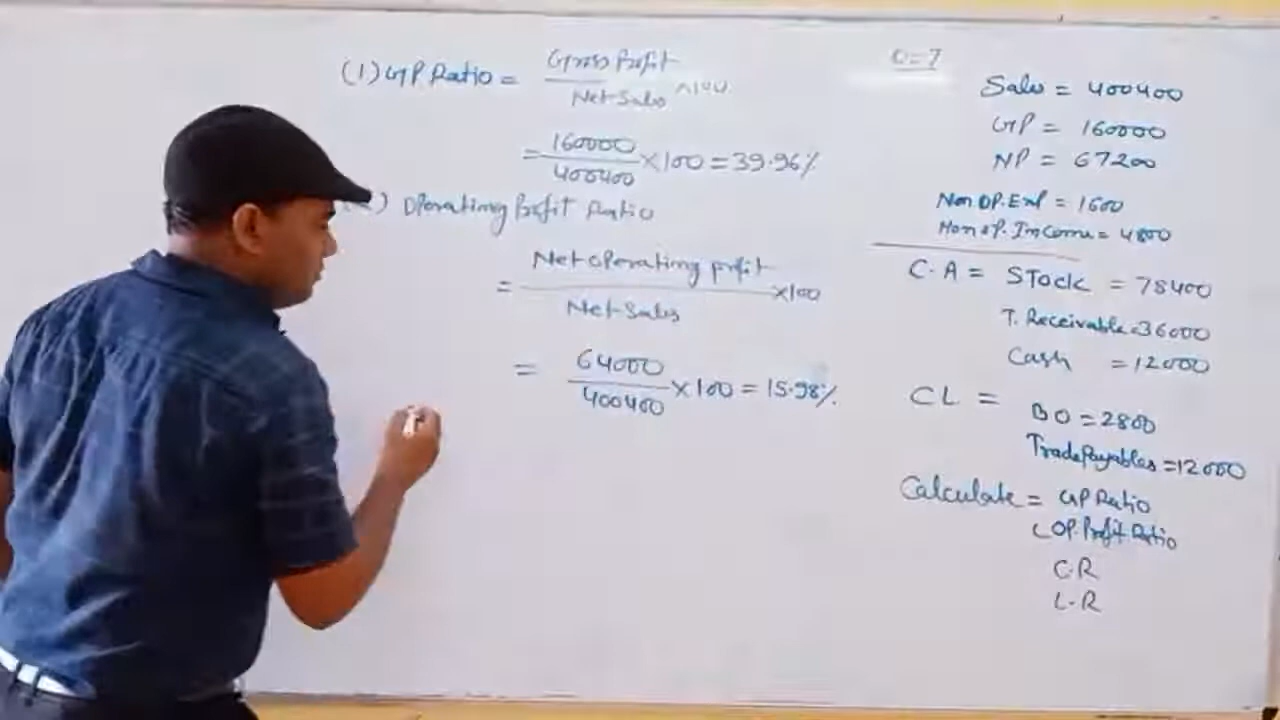 (1) GP Ratio = Gross Profit / Net Sales ×100
= 160000 / 400400 ×100 = 39.96%
) Operating Profit Ratio
= Net operating profit / Net Sales ×100
= 64000 / 400400 ×100 = 15.98%
Q=7
Sales = 400400
GP = 160000
NP = 67200
Non OP. Exp = 1600
Non op. Income = 4800
C.A = Stock = 78400
T. Receivable = 36000
Cash = 12000
CL = BO = 2800
Trade Payables = 12000
Calculate = GP Ratio
OP. Profit Ratio
C.R
L.R